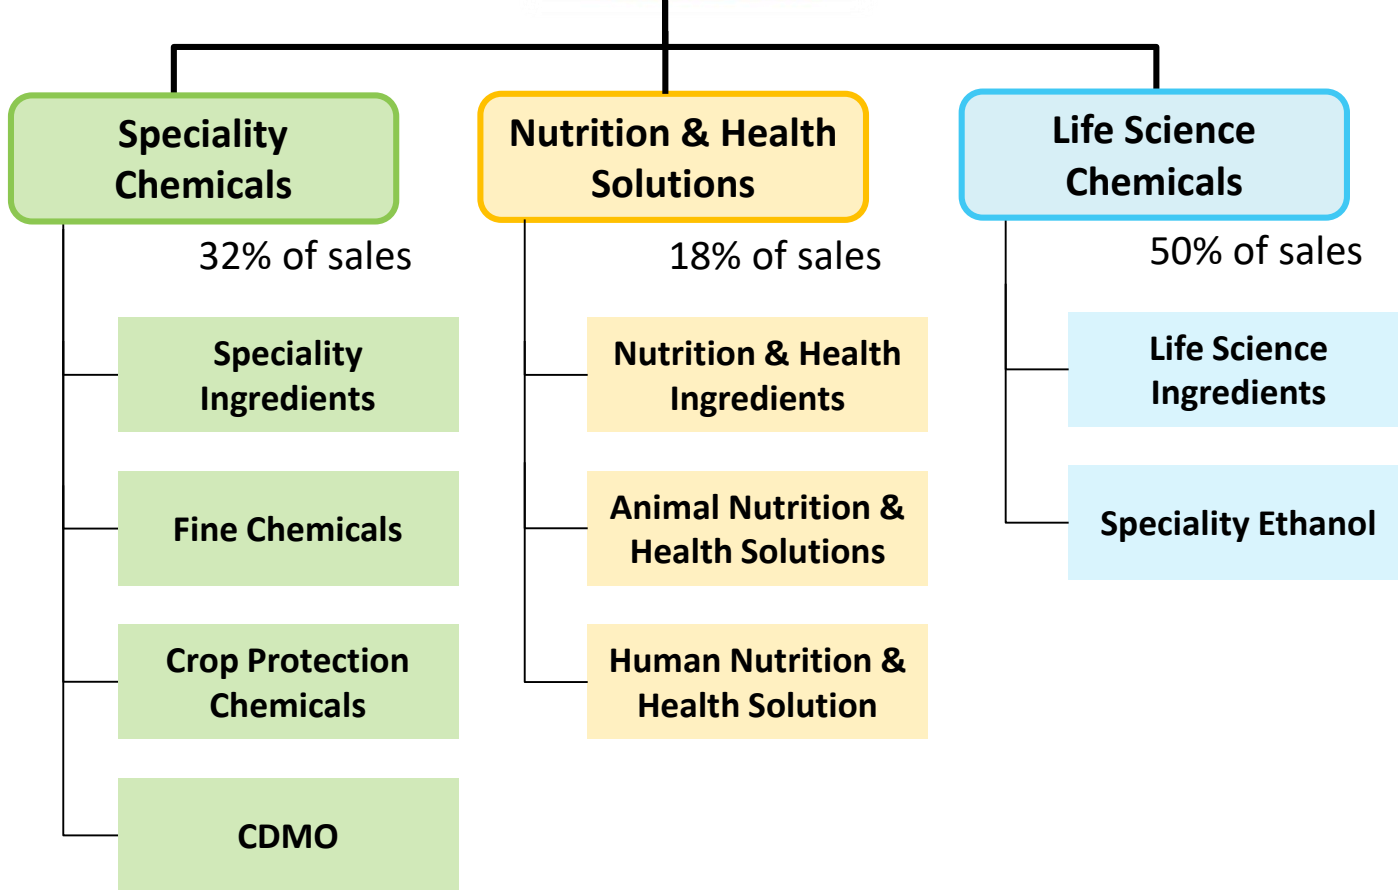 Speciality
Chemicals
32% of sales
Speciality
Ingredients
Fine Chemicals
Crop Protection
Chemicals
CDMO
Nutrition & Health
Solutions
18% of sales
Nutrition & Health
Ingredients
Animal Nutrition &
Health Solutions
Human Nutrition &
Health Solution
Life Science
Chemicals
50% of sales
Life Science
Ingredients
Speciality Ethanol